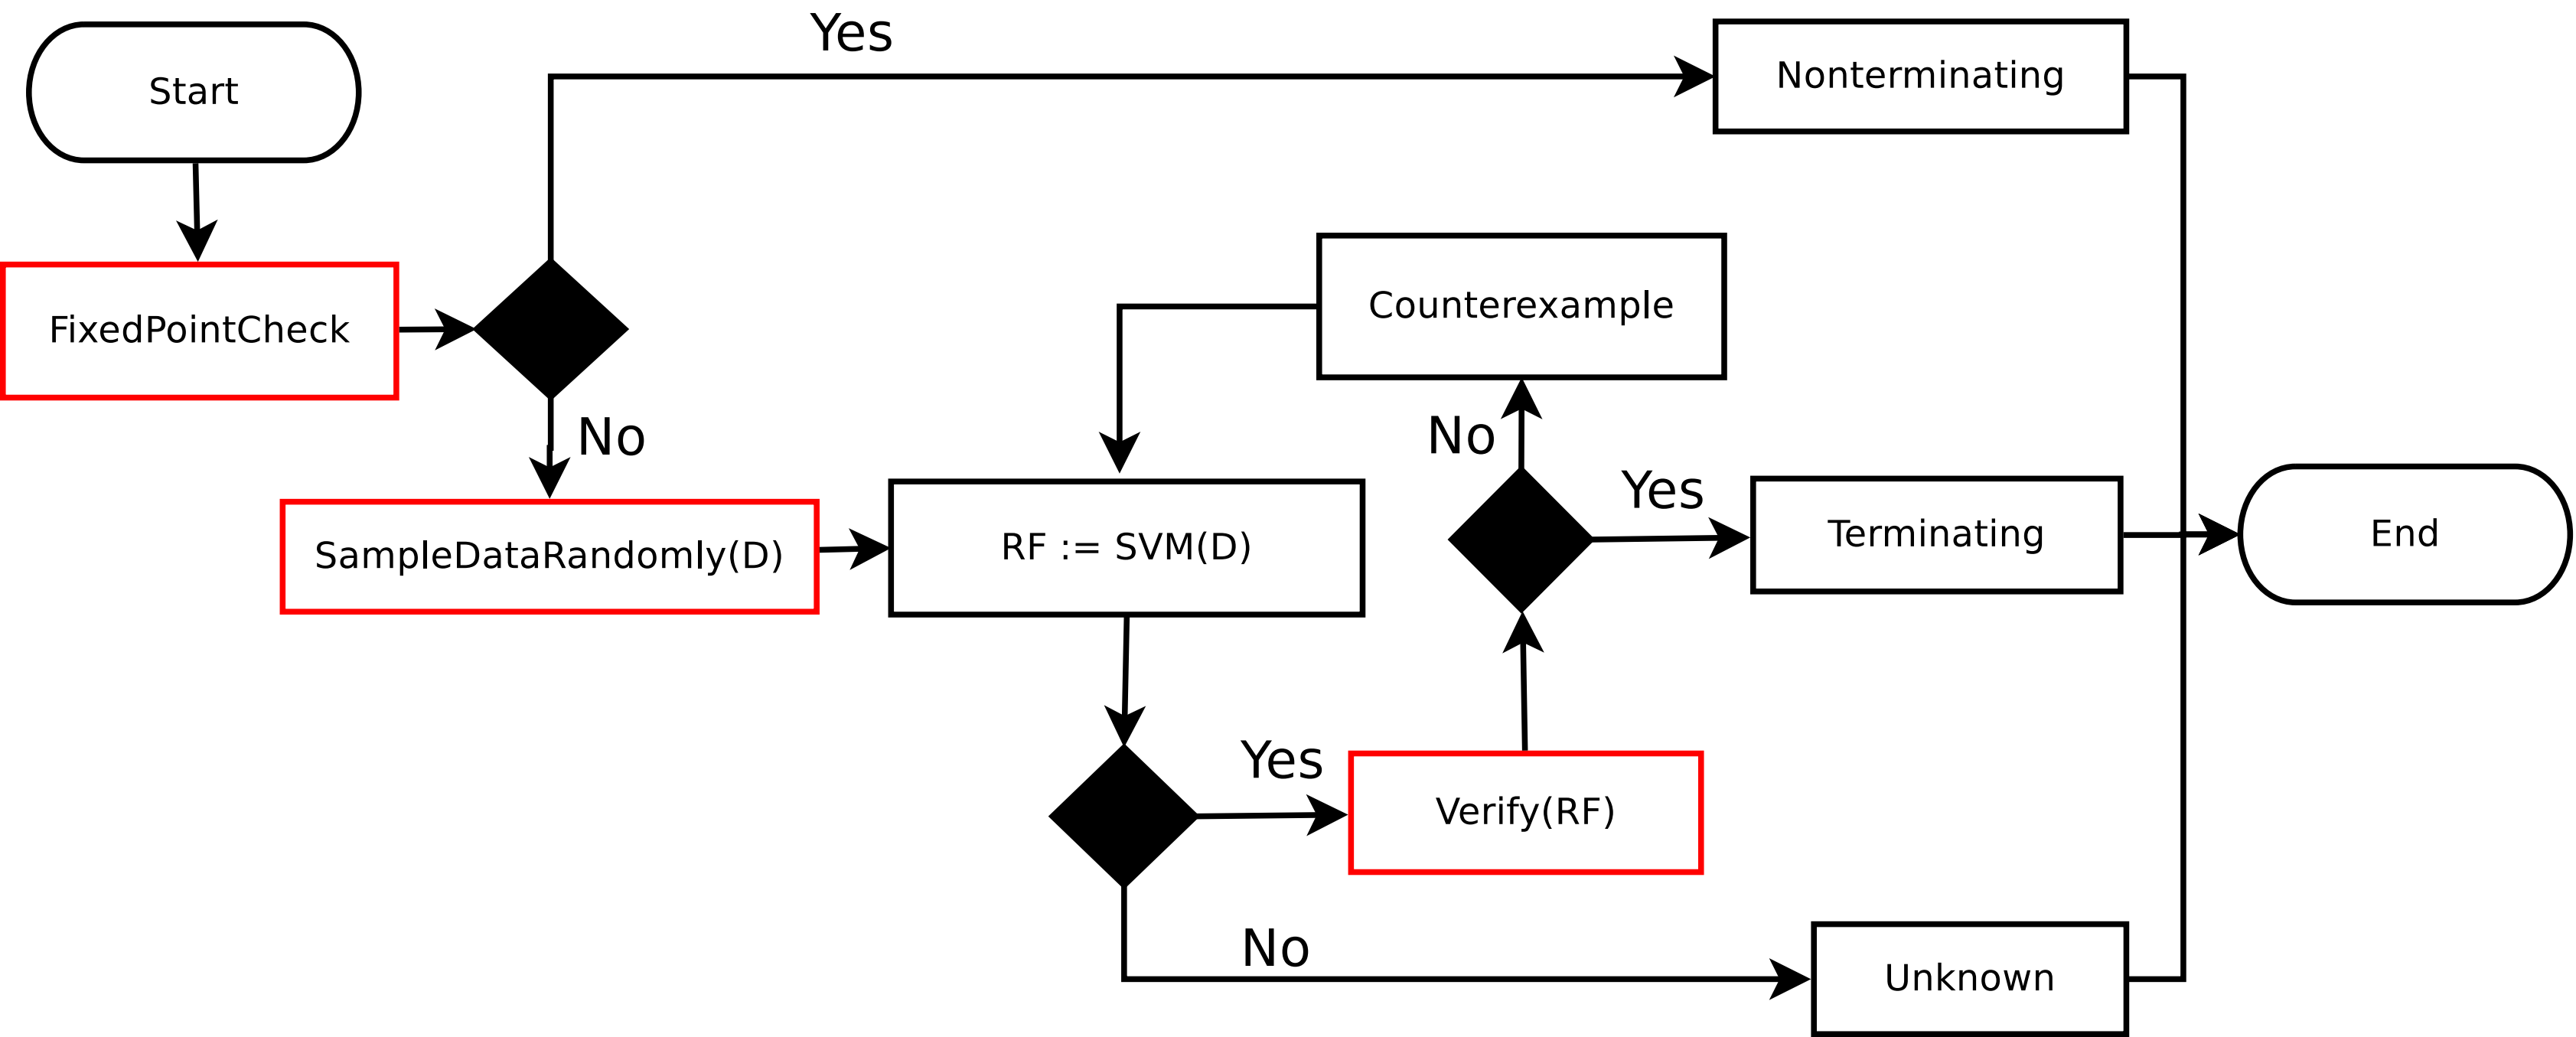 Yes
Start
Nonterminating
Counterexample
FixedPointCheck
No
No
Yes
SampleDataRandomly(D)
RF := SVM(D)
Terminating
End
Yes
Verify(RF)
No
Unknown